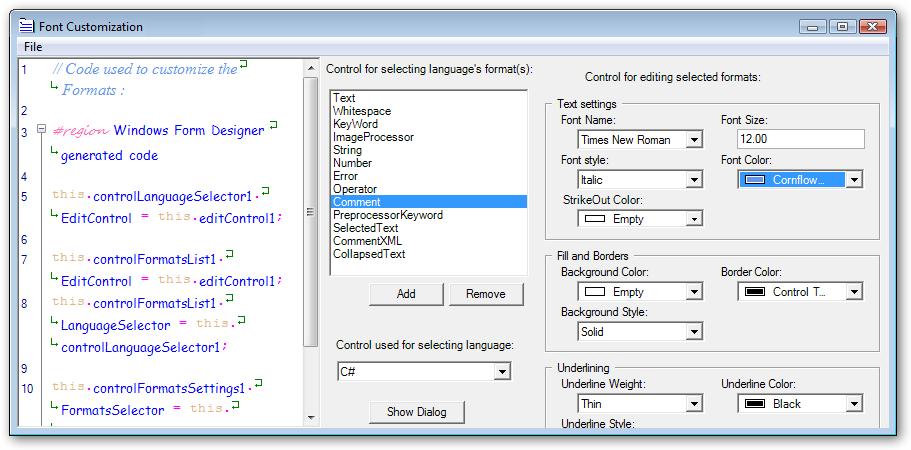 Font Customization
File
1 // Code used to customize the
Formats :
2
3 #region Windows Form Designer
generated code
4
5 this.controlLanguageSelector1.
EditControl = this.editControl1;
6
7 this.controlFormatsList1.
EditControl = this.editControl1;
8 this.controlFormatsList1.
LanguageSelector = this.
controlLanguageSelector1;
9
10 this.controlFormatsSettings1.
FormatsSelector = this.
Control for selecting language's format(s):
Text
Whitespace
KeyWord
ImageProcessor
String
Number
Error
Operator
Comment
PreprocessorKeyword
SelectedText
CommentXML
CollapsedText
Add Remove
Control used for selecting language:
C#
Show Dialog
Control for editing selected formats:
Text settings
Font Name: Font Size:
Times New Roman 12.00
Font style: Font Color:
Italic Cornflow...
StrikeOut Color:
Empty
Fill and Borders
Background Color: Border Color:
Empty Control T...
Background Style:
Solid
Underlining
Underline Weight: Underline Color:
Thin Black
Underline Style: